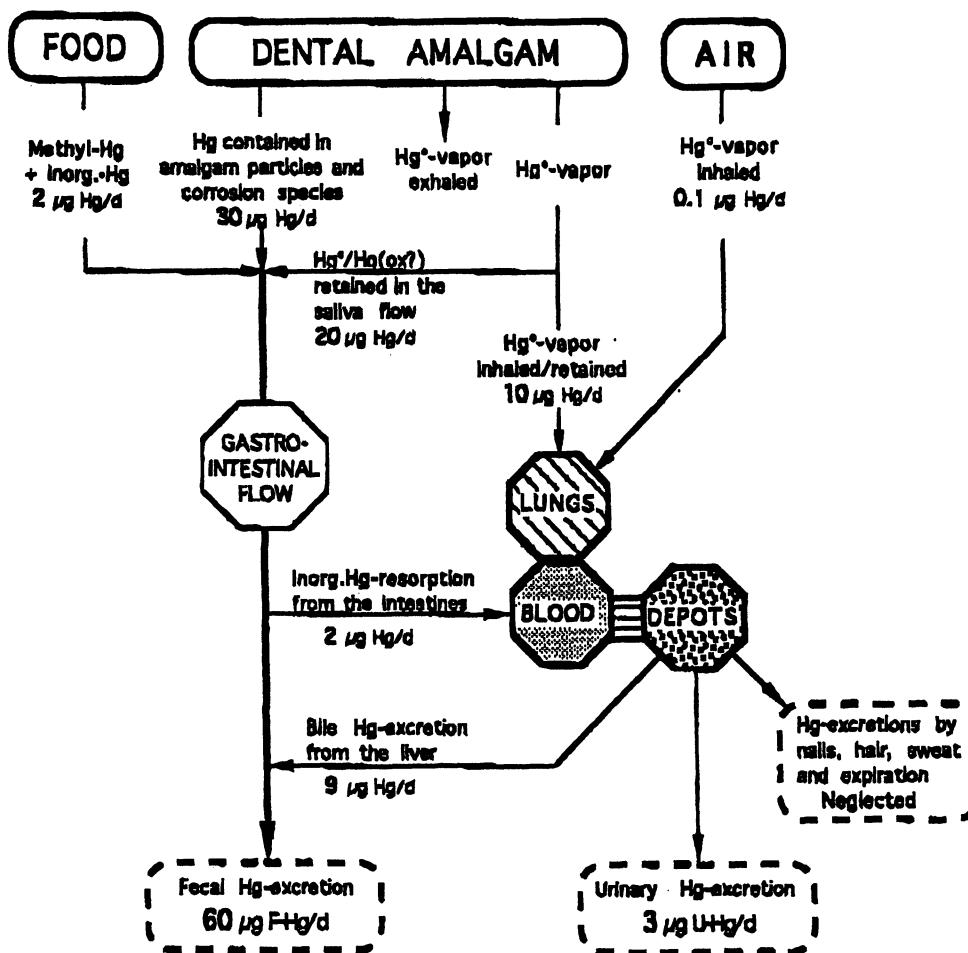 FOOD
DENTAL AMALGAM
AIR
Methyl-Hg
+ Inorg.-Hg
2 µg Hg/d
Hg contained in
amalgam particles and
corrosion species
30 µg Hg/d
Hg°-vapor
exhaled
Hg°-vapor
Hg°-vapor
inhaled
0.1 µg Hg/d
Hg°/Hg(ox?)
retained in the
saliva flow
20 µg Hg/d
Hg°-vapor
inhaled/retained
10 µg Hg/d
GASTRO-
INTESTINAL
FLOW
LUNGS
Inorg.Hg-resorption
from the intestines
2 µg Hg/d
BLOOD
DEPOTS
Bile Hg-excretion
from the liver
9 µg Hg/d
Hg-excretions by
nails, hair, sweat
and expiration
Neglected
Fecal Hg-excretion
60 µg F-Hg/d
Urinary Hg-excretion
3 µg U-Hg/d